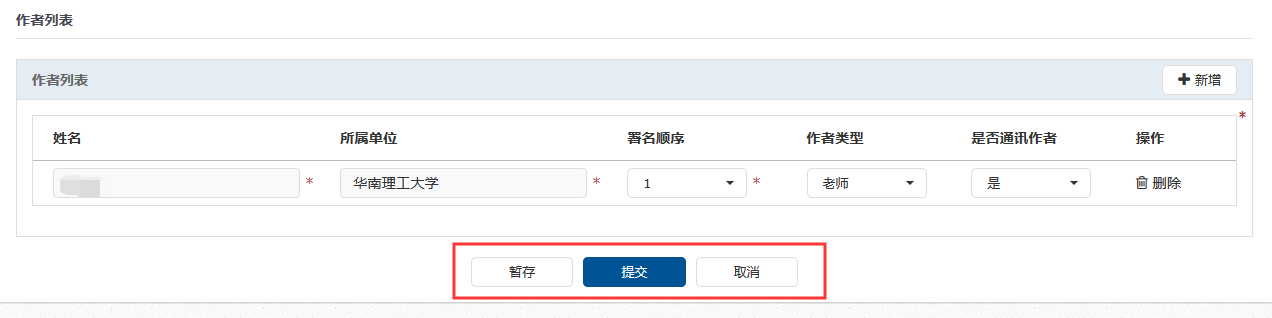 作者列表
作者列表 新增
*
姓名 所属单位 署名顺序 作者类型 是否通讯作者 操作
* 华南理工大学 * 1 * 老师 是 删除
暂存 提交 取消